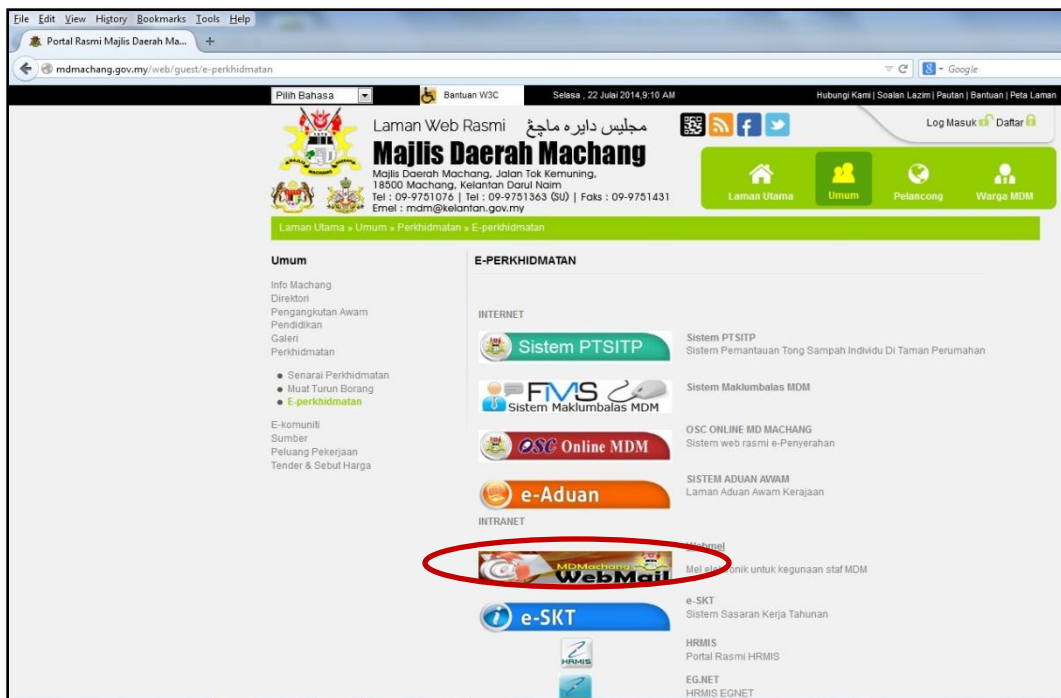 File Edit View History Bookmarks Tools Help
Portal Rasmi Majlis Daerah Ma... +
mdmachang.gov.my/web/guest/e-perkhidmatan
Google
Pilih Bahasa
Bantuan W3C
Selasa , 22 Julai 2014,9:10 AM
Hubungi Kami | Soalan Lazim | Pautan | Bantuan | Peta Laman
Laman Web Rasmi مجليس دايره ماچڠ
Majlis Daerah Machang
Majlis Daerah Machang, Jalan Tok Kemuning,
18500 Machang, Kelantan Darul Naim
Tel : 09-9751076 | Tel : 09-9751363 (SU) | Faks : 09-9751431
Emel : mdm@kelantan.gov.my
Log Masuk Daftar
Laman Utama
Umum
Pelancong
Warga MDM
Laman Utama » Umum » Perkhidmatan » E-perkhidmatan
Umum
Info Machang
Direktori
Pengangkutan Awam
Pendidikan
Galeri
Perkhidmatan
Senarai Perkhidmatan
Muat Turun Borang
E-perkhidmatan
E-komuniti
Sumber
Peluang Pekerjaan
Tender & Sebut Harga
E-PERKHIDMATAN
INTERNET
Sistem PTSITP
Sistem PTSITP
Sistem Pemantauan Tong Sampah Individu Di Taman Perumahan
FMS
Sistem Maklumbalas MDM
Sistem Maklumbalas MDM
OSC Online MDM
OSC ONLINE MD MACHANG
Sistem web rasmi e-Penyerahan
e-Aduan
SISTEM ADUAN AWAM
Laman Aduan Awam Kerajaan
INTRANET
MDMachang
WebMail
Webmel
Mel elektronik untuk kegunaan staf MDM
e-SKT
e-SKT
Sistem Sasaran Kerja Tahunan
HRMIS
HRMIS
Portal Rasmi HRMIS
EG.NET
HRMIS EGNET